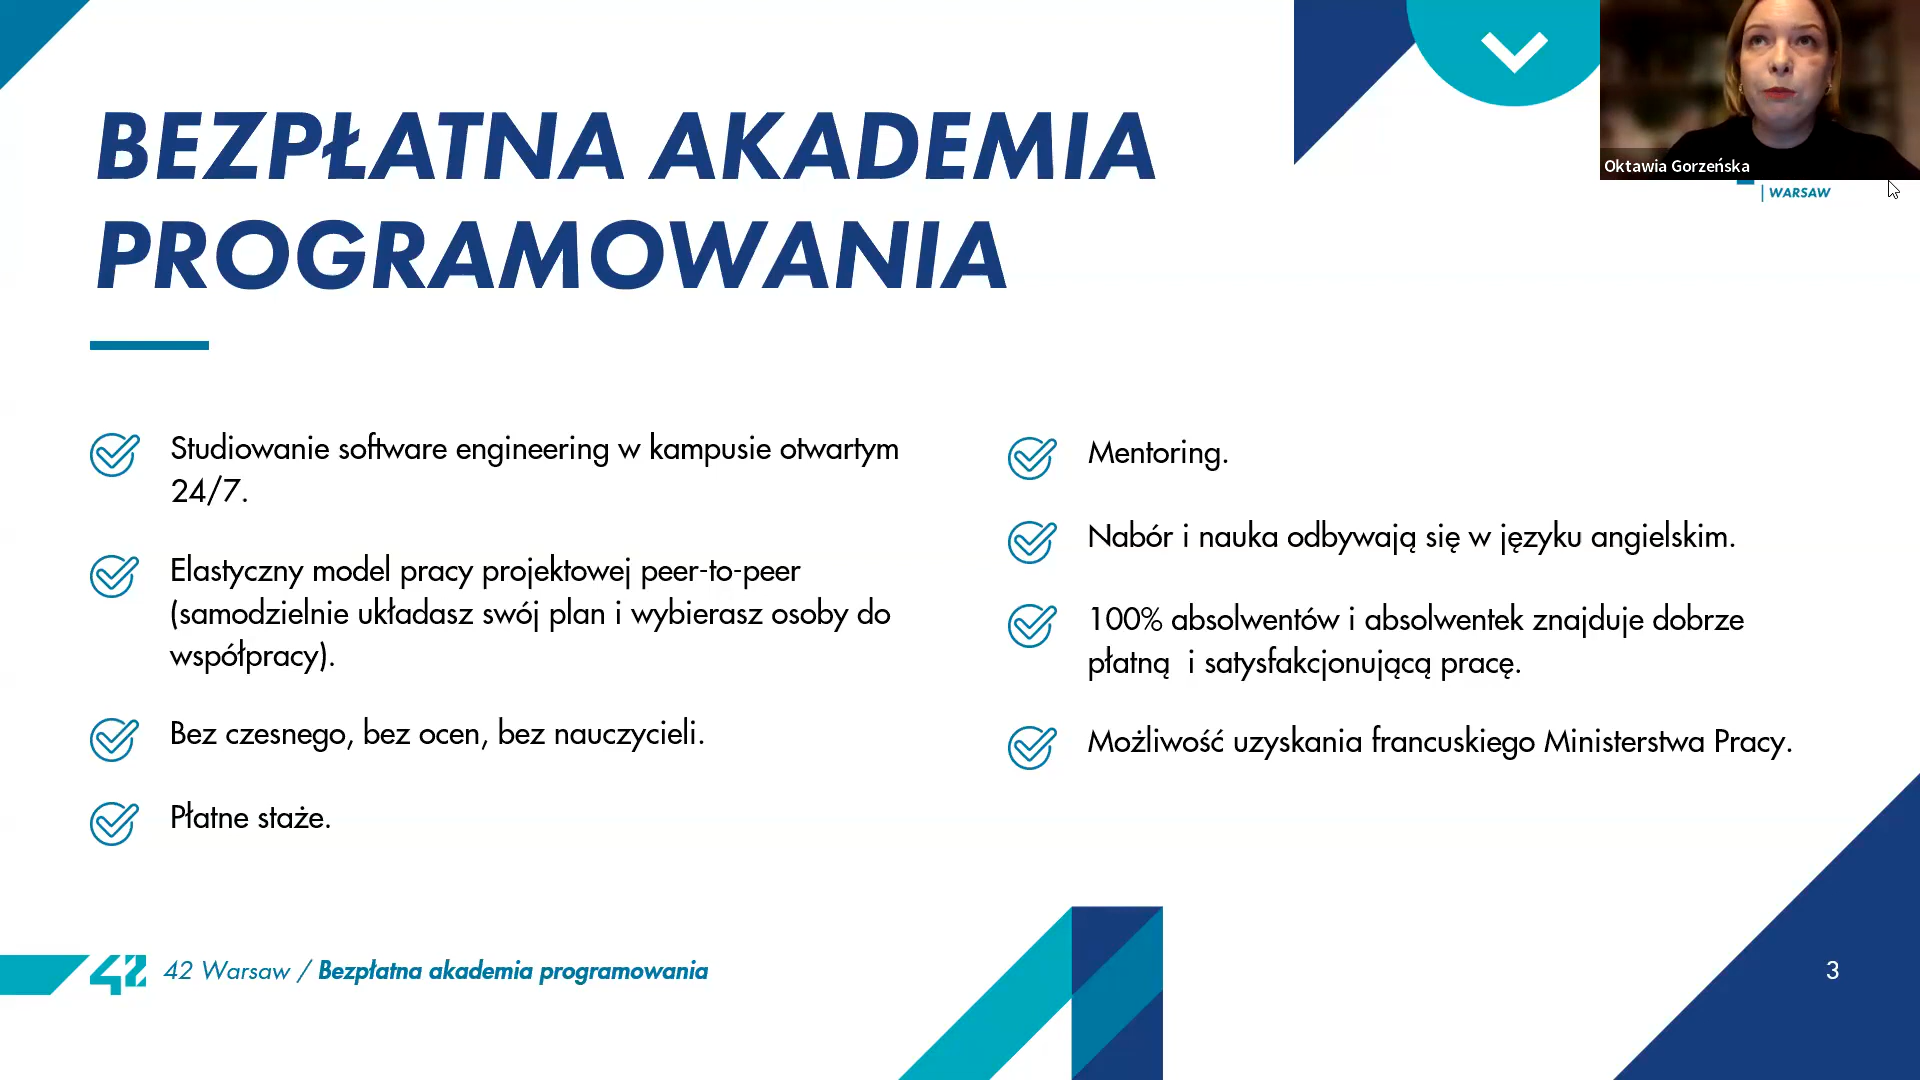 BEZPŁATNA AKADEMIA
PROGRAMOWANIA
Oktawia Gorzeńska
| WARSAW
Studiowanie software engineering w kampusie otwartym
24/7.
Elastyczny model pracy projektowej peer-to-peer
(samodzielnie układasz swój plan i wybierasz osoby do
współpracy).
Bez czesnego, bez ocen, bez nauczycieli.
Płatne staże.
Mentoring.
Nabór i nauka odbywają się w języku angielskim.
100% absolwentów i absolwentek znajduje dobrze
płatną  i satysfakcjonującą pracę.
Możliwość uzyskania francuskiego Ministerstwa Pracy.
42 42 Warsaw / Bezpłatna akademia programowania
3